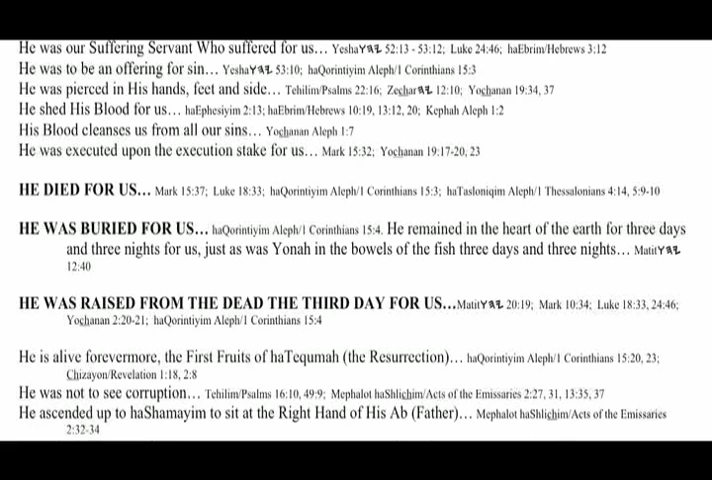 He was our Suffering Servant Who suffered for us… Yesha𐤉𐤄𐤅 52:13 - 53:12; Luke 24:46; haEbrim/Hebrews 3:12
He was to be an offering for sin… Yesha𐤉𐤄𐤅 53:10; haQorintiyim Aleph/1 Corinthians 15:3
He was pierced in His hands, feet and side… Tehilim/Psalms 22:16; Zechar𐤉𐤄 12:10; Yochanan 19:34, 37
He shed His Blood for us… haEphesiyim 2:13; haEbrim/Hebrews 10:19, 13:12, 20; Kephah Aleph 1:2
His Blood cleanses us from all our sins… Yochanan Aleph 1:7
He was executed upon the execution stake for us… Mark 15:32; Yochanan 19:17-20, 23
HE DIED FOR US… Mark 15:37; Luke 18:33; haQorintiyim Aleph/1 Corinthians 15:3; haTasloniqim Aleph/1 Thessalonians 4:14, 5:9-10
HE WAS BURIED FOR US… haQorintiyim Aleph/1 Corinthians 15:4. He remained in the heart of the earth for three days
and three nights for us, just as was Yonah in the bowels of the fish three days and three nights… Matit𐤉𐤄𐤅
12:40
HE WAS RAISED FROM THE DEAD THE THIRD DAY FOR US…Matit𐤉𐤄𐤅 20:19; Mark 10:34; Luke 18:33, 24:46;
Yochanan 2:20-21; haQorintiyim Aleph/1 Corinthians 15:4
He is alive forevermore, the First Fruits of haTequmah (the Resurrection)… haQorintiyim Aleph/1 Corinthians 15:20, 23;
Chizayon/Revelation 1:18, 2:8
He was not to see corruption… Tehilim/Psalms 16:10, 49:9; Mephalot haShlichim/Acts of the Emissaries 2:27, 31, 13:35, 37
He ascended up to haShamayim to sit at the Right Hand of His Ab (Father)… Mephalot haShlichim/Acts of the Emissaries
2:32-34